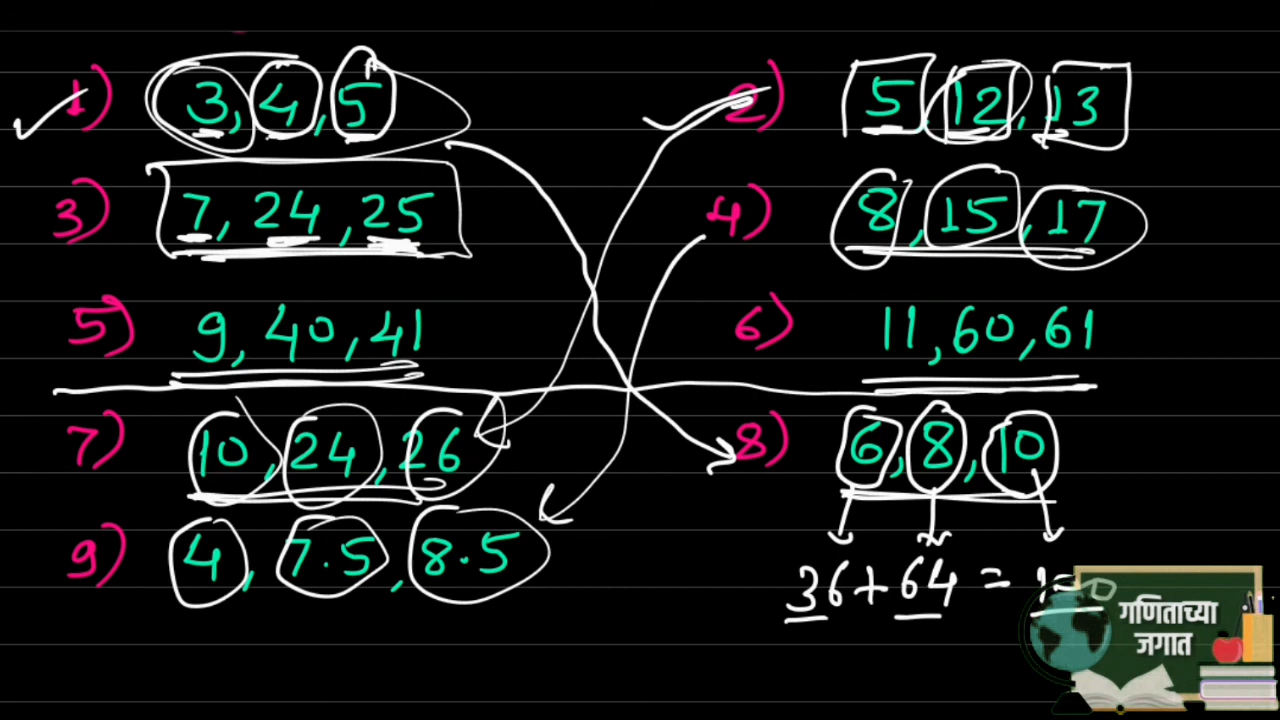 1) 3, 4, 5 2) 5, 12, 13
3) 7, 24, 25 4) 8, 15, 17
5) 9, 40, 41 6) 11, 60, 61
7) 10, 24, 26 8) 6, 8, 10
9) 4, 7.5, 8.5
36 + 64 =
गणिताच्या
जगात